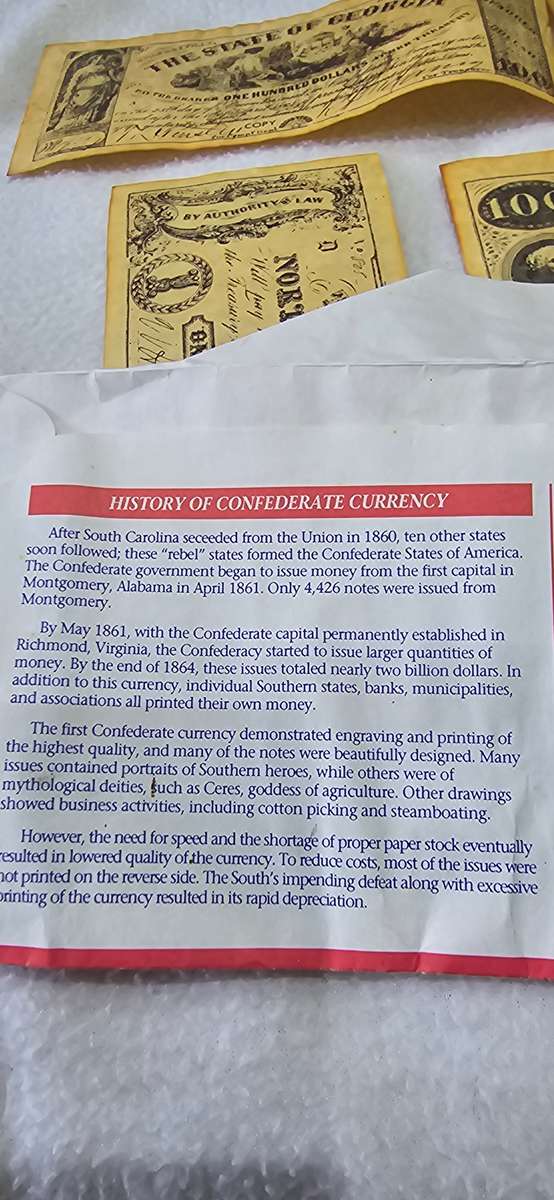 THE STATE OF GEORGIA
ONE HUNDRED DOLLARS
COPY
100
BY AUTHORITY OF LAW
Will pay
the Treasury
100
HISTORY OF CONFEDERATE CURRENCY
After South Carolina seceeded from the Union in 1860, ten other states
soon followed; these “rebel” states formed the Confederate States of America.
The Confederate government began to issue money from the first capital in
Montgomery, Alabama in April 1861. Only 4,426 notes were issued from
Montgomery.
By May 1861, with the Confederate capital permanently established in
Richmond, Virginia, the Confederacy started to issue larger quantities of
money. By the end of 1864, these issues totaled nearly two billion dollars. In
addition to this currency, individual Southern states, banks, municipalities,
and associations all printed their own money.
The first Confederate currency demonstrated engraving and printing of
the highest quality, and many of the notes were beautifully designed. Many
issues contained portraits of Southern heroes, while others were of
mythological deities, such as Ceres, goddess of agriculture. Other drawings
showed business activities, including cotton picking and steamboating.
However, the need for speed and the shortage of proper paper stock eventually
resulted in lowered quality of the currency. To reduce costs, most of the issues were
not printed on the reverse side. The South's impending defeat along with excessive
printing of the currency resulted in its rapid depreciation.